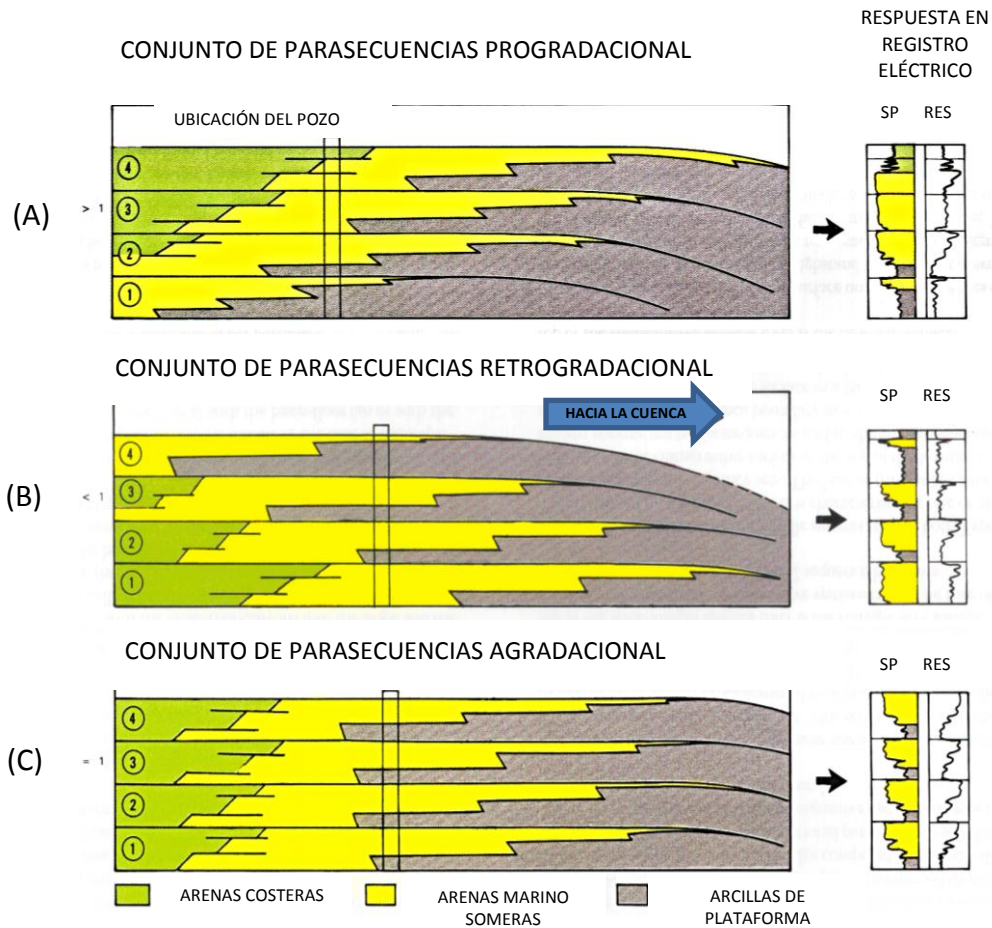 RESPUESTA EN
REGISTRO
ELÉCTRICO
CONJUNTO DE PARASECUENCIAS PROGRADACIONAL
SP RES
UBICACIÓN DEL POZO
(A)
> 1
4
3
2
1
CONJUNTO DE PARASECUENCIAS RETROGRADACIONAL
HACIA LA CUENCA
SP RES
(B)
< 1
4
3
2
1
CONJUNTO DE PARASECUENCIAS AGRADACIONAL
SP RES
(C)
= 1
4
3
2
1
ARENAS COSTERAS
ARENAS MARINO
SOMERAS
ARCILLAS DE
PLATAFORMA